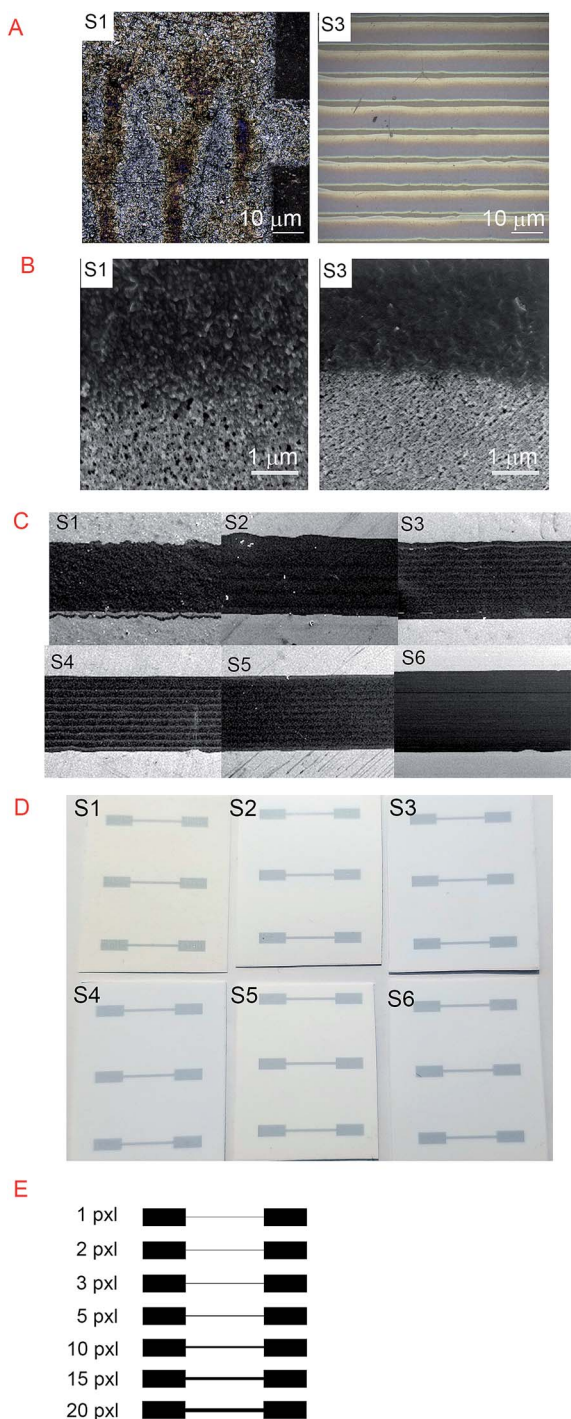 A
S1
S3
10 μm
10 μm
B
S1
S3
1 μm
1 μm
C
S1
S2
S3
S4
S5
S6
D
S1
S2
S3
S4
S5
S6
E
1 pxl
2 pxl
3 pxl
5 pxl
10 pxl
15 pxl
20 pxl